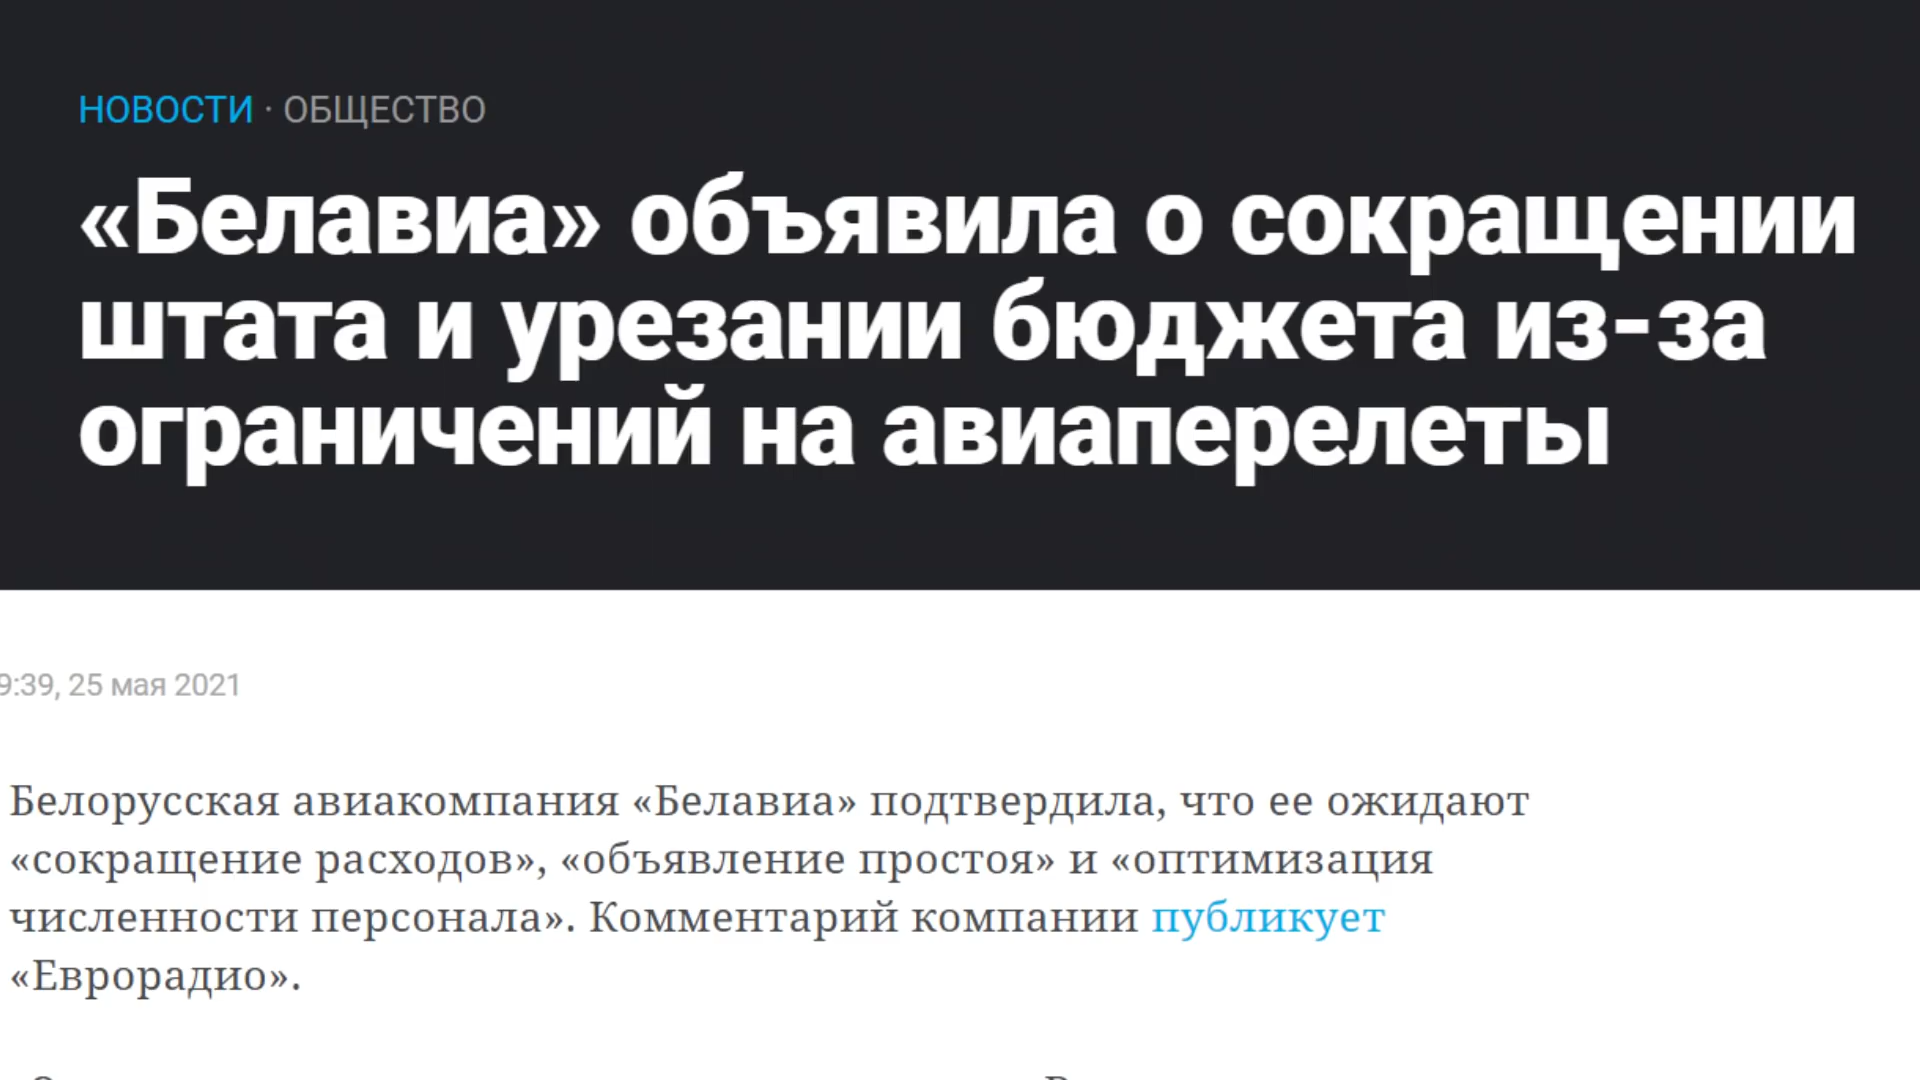 НОВОСТИ · ОБЩЕСТВО
«Белавиа» объявила о сокращении
штата и урезании бюджета из-за
ограничений на авиаперелеты
9:39, 25 мая 2021
Белорусская авиакомпания «Белавиа» подтвердила, что ее ожидают
«сокращение расходов», «объявление простоя» и «оптимизация
численности персонала». Комментарий компании публикует
«Еврорадио».